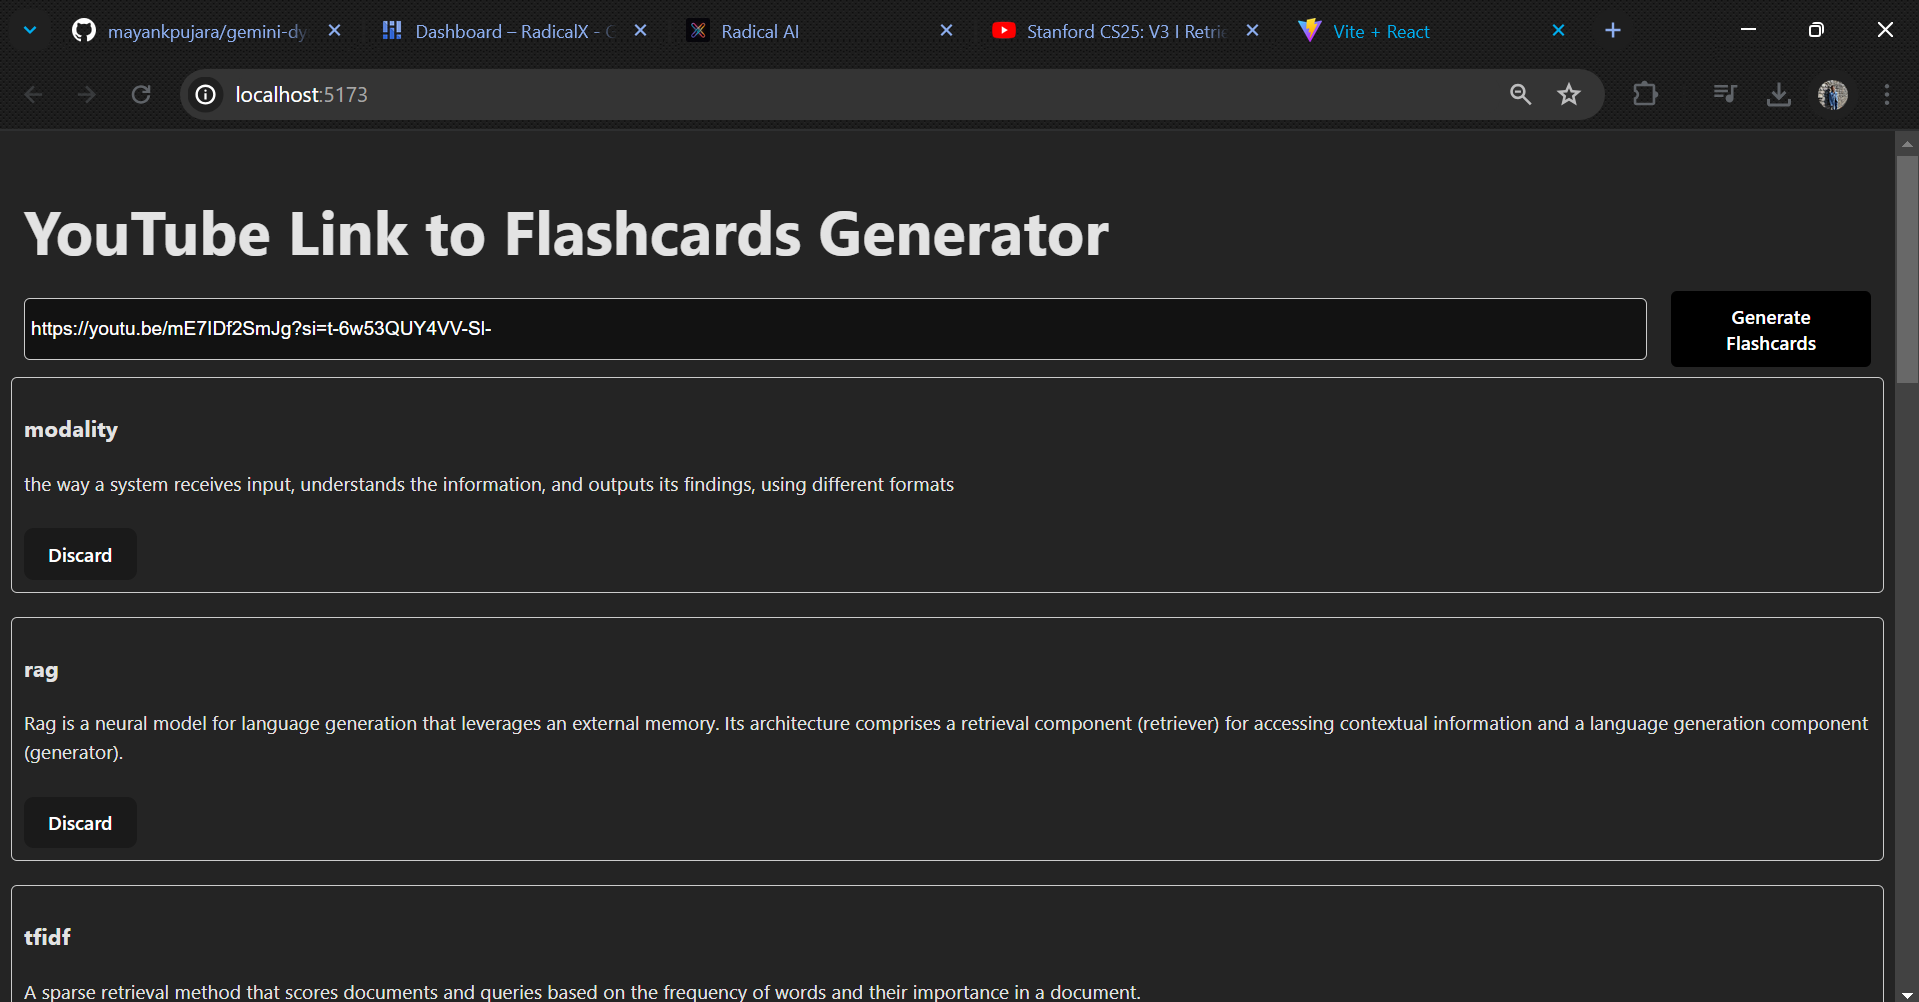 mayankpujara/gemini-dy
Dashboard – RadicalX -
Radical AI
Stanford CS25: V3 I Retrie
Vite + React
localhost:5173
YouTube Link to Flashcards Generator
https://youtu.be/mE7IDf2SmJg?si=t-6w53QUY4VV-SI-
Generate
Flashcards
modality
the way a system receives input, understands the information, and outputs its findings, using different formats
Discard
rag
Rag is a neural model for language generation that leverages an external memory. Its architecture comprises a retrieval component (retriever) for accessing contextual information and a language generation component
(generator).
Discard
tfidf
A sparse retrieval method that scores documents and queries based on the frequency of words and their importance in a document.